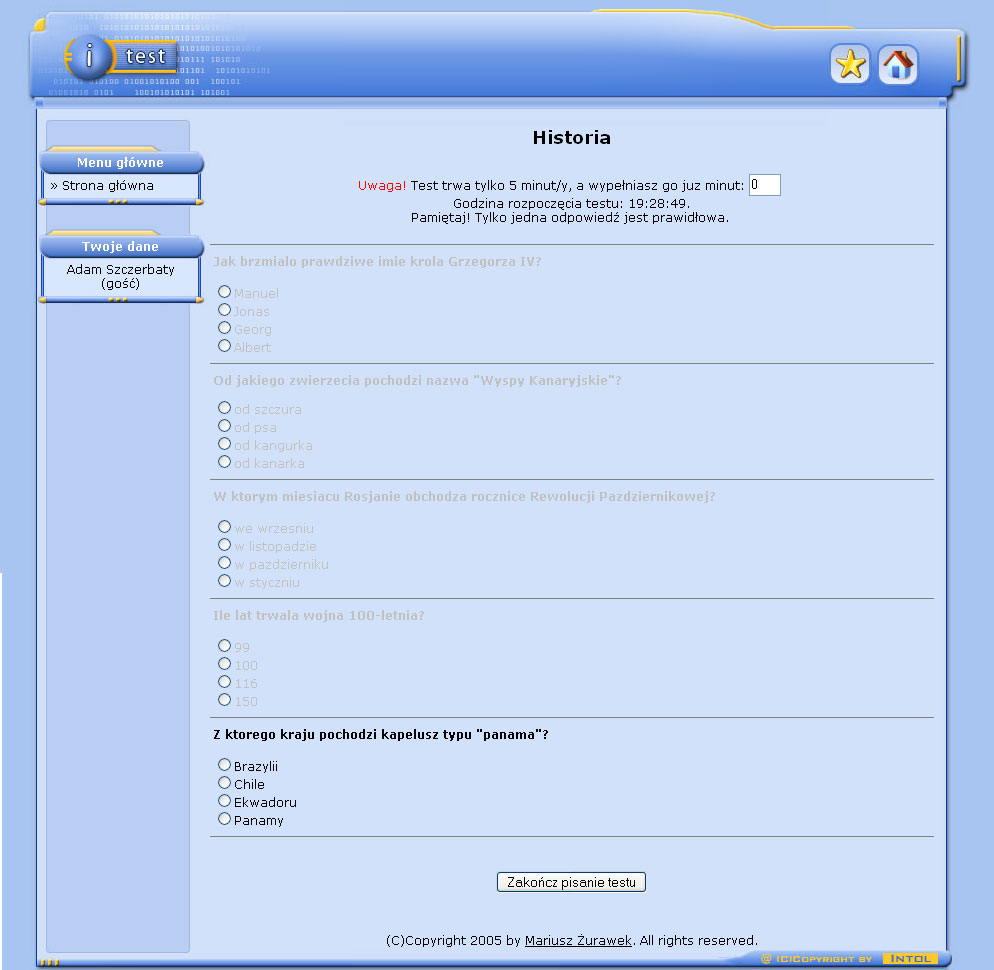 i test
Historia
Menu główne
» Strona główna
Uwaga! Test trwa tylko 5 minut/y, a wypełniasz go juz minut: 0
Godzina rozpoczęcia testu: 19:28:49.
Pamiętaj! Tylko jedna odpowiedź jest prawidłowa.
Twoje dane
Adam Szczerbaty
(gość)
Jak brzmialo prawdziwe imie krola Grzegorza IV?
Manuel
Jonas
Georg
Albert
Od jakiego zwierzecia pochodzi nazwa "Wyspy Kanaryjskie"?
od szczura
od psa
od kangurka
od kanarka
W ktorym miesiacu Rosjanie obchodza rocznice Rewolucji Pazdziernikowej?
we wrzesniu
w listopadzie
w pazdzierniku
w styczniu
Ile lat trwala wojna 100-letnia?
99
100
116
150
Z ktorego kraju pochodzi kapelusz typu "panama"?
Brazylii
Chile
Ekwadoru
Panamy
Zakończ pisanie testu
(C)Copyright 2005 by Mariusz Żurawek. All rights reserved.
@ (C)Copyright by INTOL